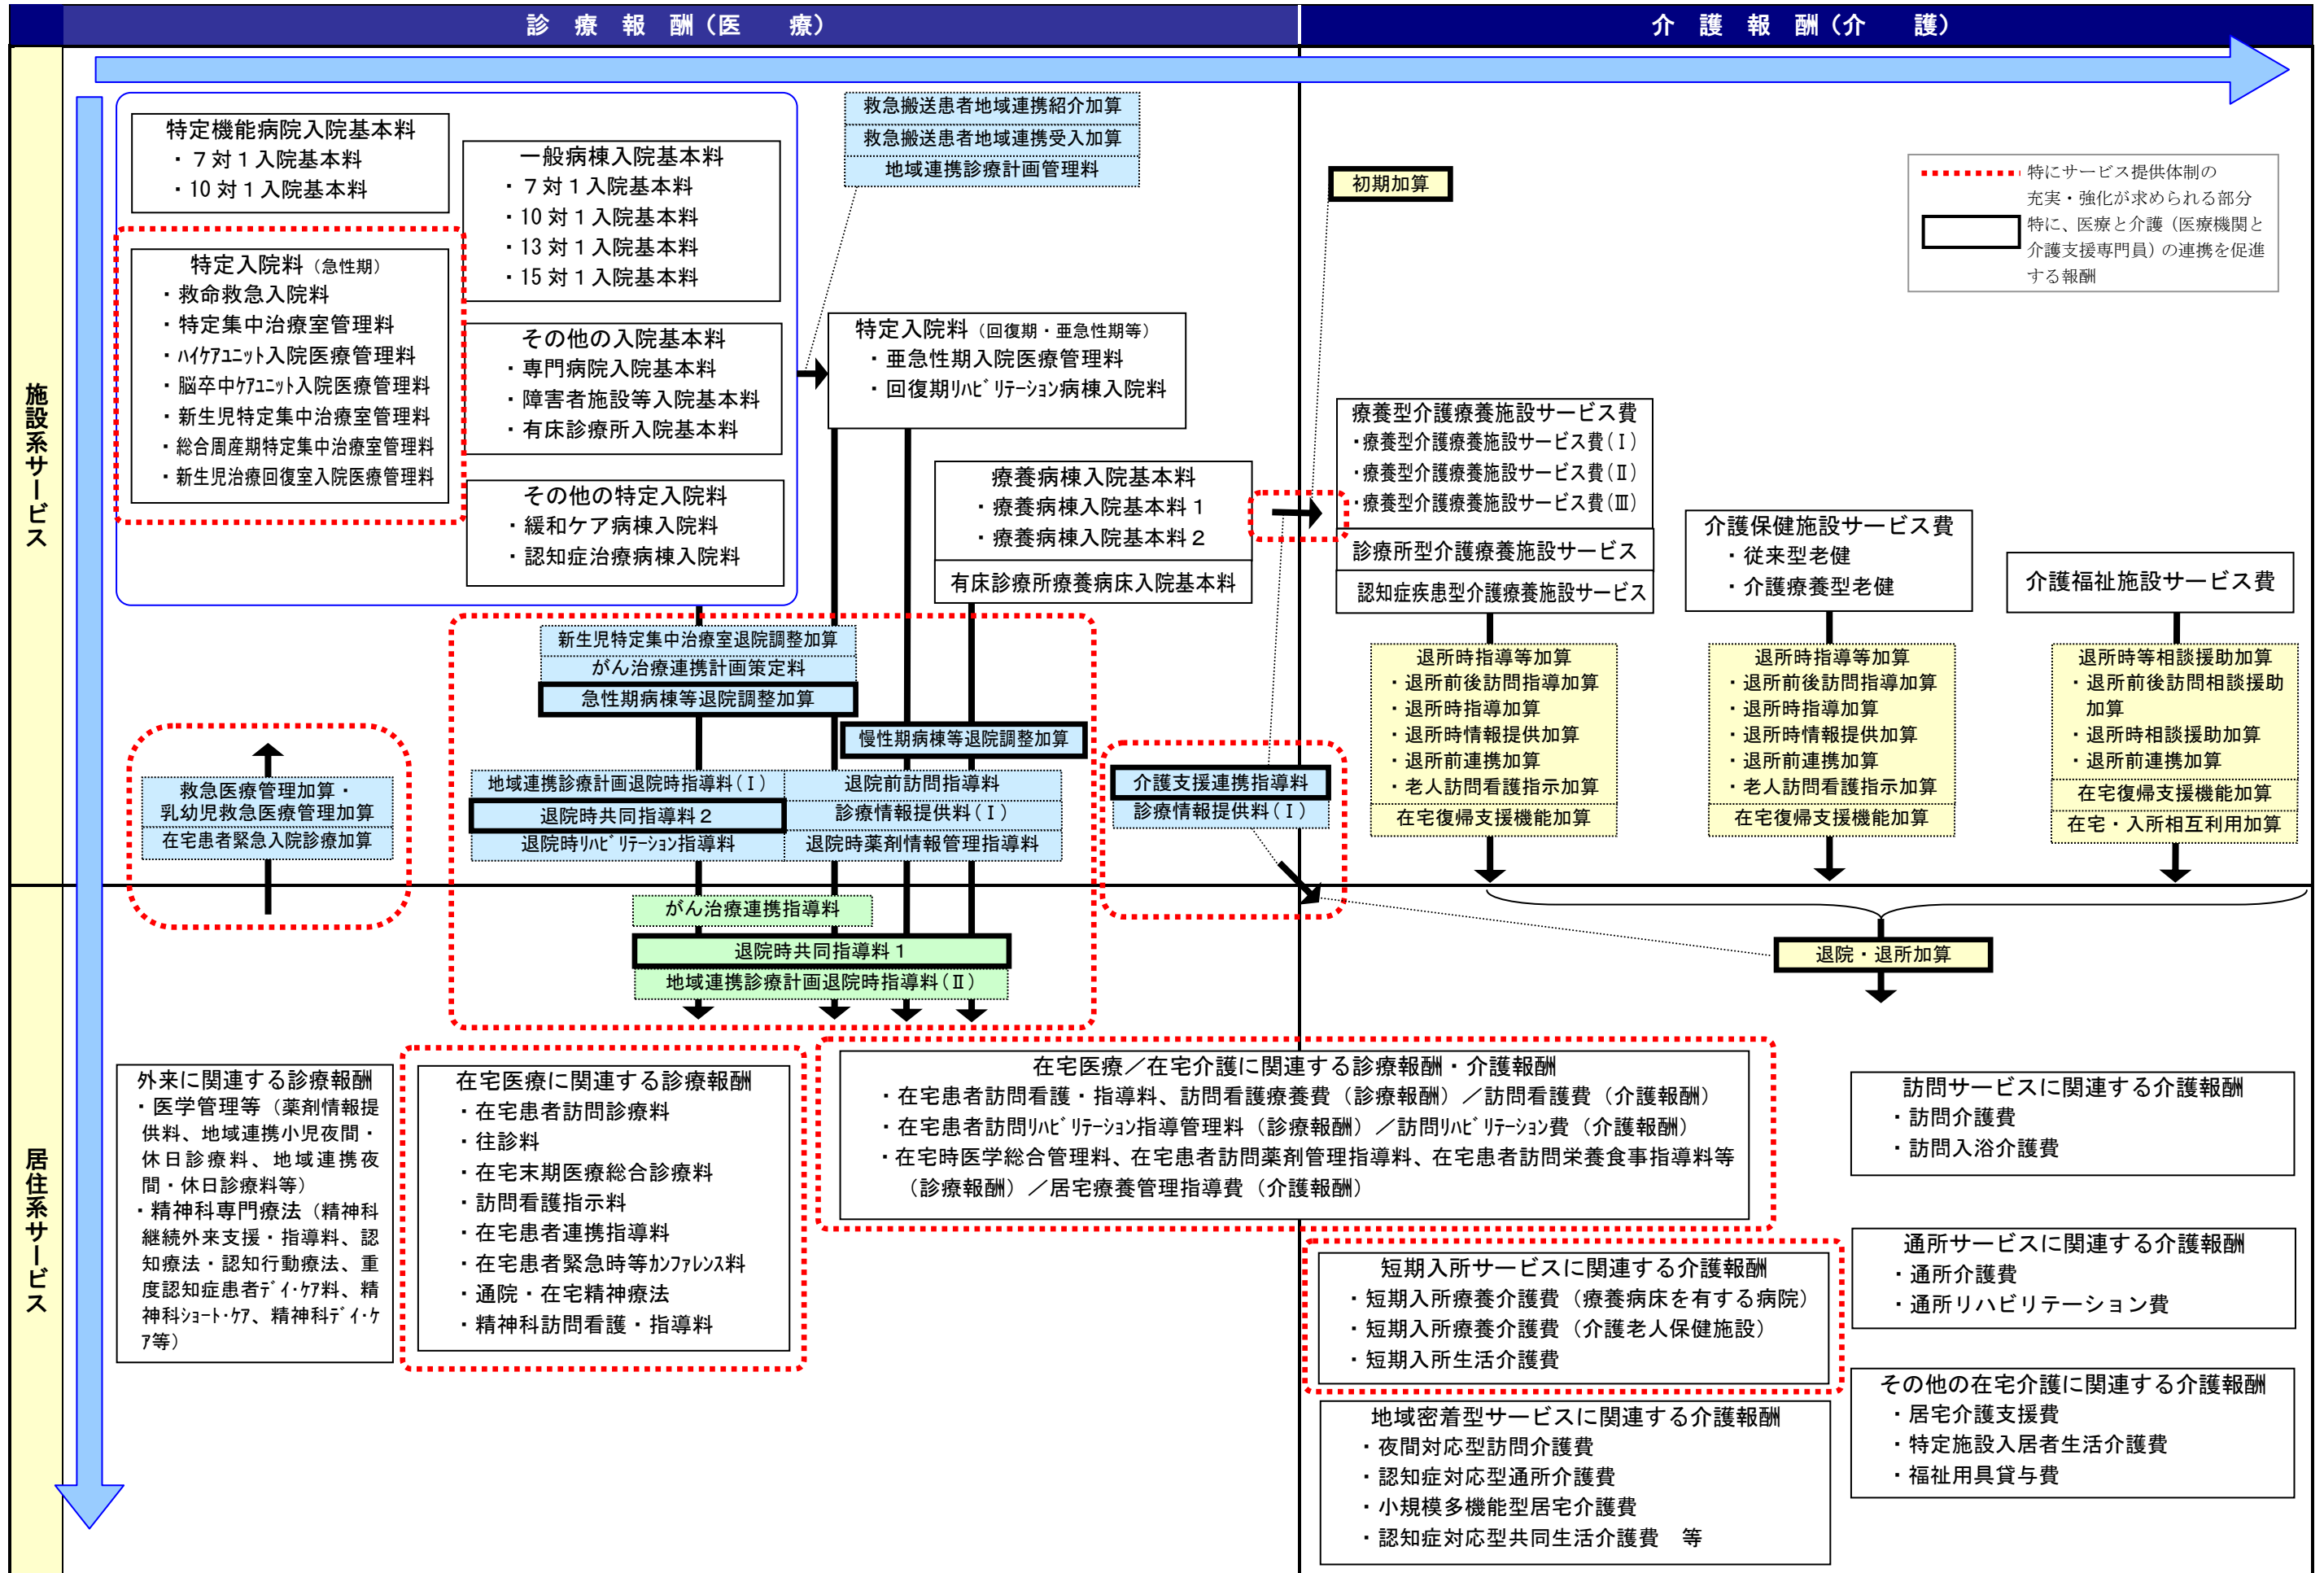 診　療　報　酬（医　　療）
介　護　報　酬（介　　護）
施設系サービス
特定機能病院入院基本料
・７対１入院基本料
・10対１入院基本料
特定入院料（急性期）
・救命救急入院料
・特定集中治療室管理料
・ﾊｲｹｱﾕﾆｯﾄ入院医療管理料
・脳卒中ｹｱﾕﾆｯﾄ入院医療管理料
・新生児特定集中治療室管理料
・総合周産期特定集中治療室管理料
・新生児治療回復室入院医療管理料
一般病棟入院基本料
・７対１入院基本料
・10対１入院基本料
・13対１入院基本料
・15対１入院基本料
その他の入院基本料
・専門病院入院基本料
・障害者施設等入院基本料
・有床診療所入院基本料
その他の特定入院料
・緩和ケア病棟入院料
・認知症治療病棟入院料
救急搬送患者地域連携紹介加算
救急搬送患者地域連携受入加算
地域連携診療計画管理料
特定入院料（回復期・亜急性期等）
・亜急性期入院医療管理料
・回復期ﾘﾊﾋﾞﾘﾃｰｼｮﾝ病棟入院料
療養病棟入院基本料
・療養病棟入院基本料１
・療養病棟入院基本料２
有床診療所療養病床入院基本料
初期加算
特にサービス提供体制の
充実・強化が求められる部分
特に、医療と介護（医療機関と
介護支援専門員）の連携を促進
する報酬
療養型介護療養施設サービス費
・療養型介護療養施設サービス費（Ⅰ）
・療養型介護療養施設サービス費（Ⅱ）
・療養型介護療養施設サービス費（Ⅲ）
診療所型介護療養施設サービス
認知症疾患型介護療養施設サービス
介護保健施設サービス費
・従来型老健
・介護療養型老健
介護福祉施設サービス費
新生児特定集中治療室退院調整加算
がん治療連携計画策定料
急性期病棟等退院調整加算
慢性期病棟等退院調整加算
地域連携診療計画退院時指導料（Ⅰ）
退院時共同指導料２
退院時ﾘﾊﾋﾞﾘﾃｰｼｮﾝ指導料
退院前訪問指導料
診療情報提供料（Ⅰ）
退院時薬剤情報管理指導料
救急医療管理加算・
乳幼児救急医療管理加算
在宅患者緊急入院診療加算
介護支援連携指導料
診療情報提供料（Ⅰ）
退所時指導等加算
・退所前後訪問指導加算
・退所時指導加算
・退所時情報提供加算
・退所前連携加算
・老人訪問看護指示加算
在宅復帰支援機能加算
退所時指導等加算
・退所前後訪問指導加算
・退所時指導加算
・退所時情報提供加算
・退所前連携加算
・老人訪問看護指示加算
在宅復帰支援機能加算
退所時等相談援助加算
・退所前後訪問相談援助
加算
・退所時相談援助加算
・退所前連携加算
在宅復帰支援機能加算
在宅・入所相互利用加算
居住系サービス
がん治療連携指導料
退院時共同指導料１
地域連携診療計画退院時指導料（Ⅱ）
退院・退所加算
外来に関連する診療報酬
・医学管理等（薬剤情報提
供料、地域連携小児夜間・
休日診療料、地域連携夜
間・休日診療料等）
・精神科専門療法（精神科
継続外来支援・指導料、認
知療法・認知行動療法、重
度認知症患者ﾃﾞｲ・ｹｱ料、精
神科ｼｮｰﾄ・ｹｱ、精神科ﾃﾞｲ・ｹ
ｱ等）
在宅医療に関連する診療報酬
・在宅患者訪問診療料
・往診料
・在宅末期医療総合診療料
・訪問看護指示料
・在宅患者連携指導料
・在宅患者緊急時等ｶﾝﾌｧﾚﾝｽ料
・通院・在宅精神療法
・精神科訪問看護・指導料
在宅医療／在宅介護に関連する診療報酬・介護報酬
・在宅患者訪問看護・指導料、訪問看護療養費（診療報酬）／訪問看護費（介護報酬）
・在宅患者訪問ﾘﾊﾋﾞﾘﾃｰｼｮﾝ指導管理料（診療報酬）／訪問ﾘﾊﾋﾞﾘﾃｰｼｮﾝ費（介護報酬）
・在宅時医学総合管理料、在宅患者訪問薬剤管理指導料、在宅患者訪問栄養食事指導料等
（診療報酬）／居宅療養管理指導費（介護報酬）
短期入所サービスに関連する介護報酬
・短期入所療養介護費（療養病床を有する病院）
・短期入所療養介護費（介護老人保健施設）
・短期入所生活介護費
地域密着型サービスに関連する介護報酬
・夜間対応型訪問介護費
・認知症対応型通所介護費
・小規模多機能型居宅介護費
・認知症対応型共同生活介護費　等
訪問サービスに関連する介護報酬
・訪問介護費
・訪問入浴介護費
通所サービスに関連する介護報酬
・通所介護費
・通所リハビリテーション費
その他の在宅介護に関連する介護報酬
・居宅介護支援費
・特定施設入居者生活介護費
・福祉用具貸与費